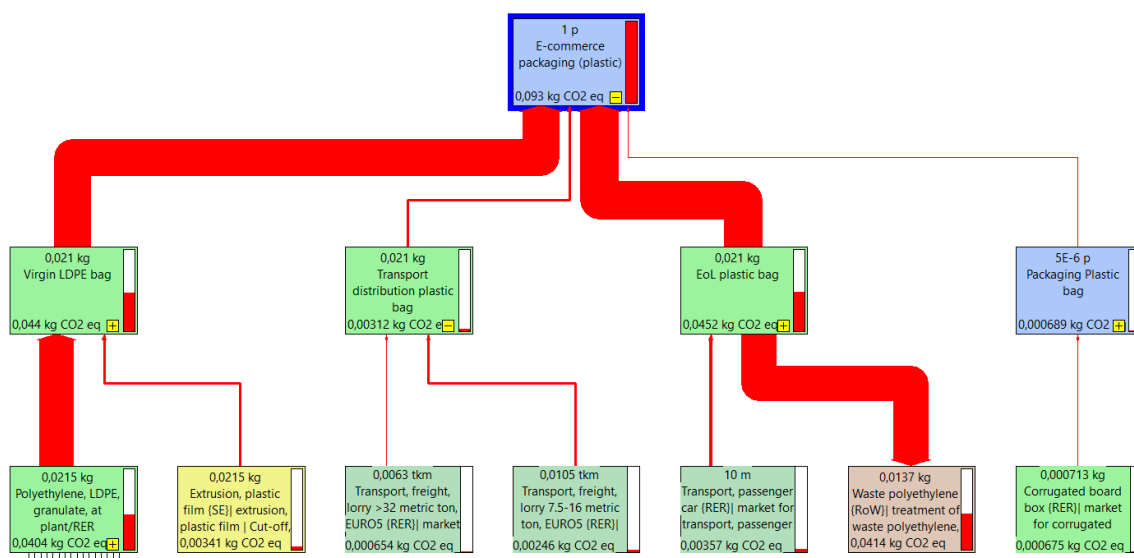 1 p
E-commerce
packaging (plastic)
0,093 kg CO2 eq
0,021 kg
Virgin LDPE bag
0,044 kg CO2 eq
0,021 kg
Transport
distribution plastic
bag
0,00312 kg CO2 e
0,021 kg
EoL plastic bag
0,0452 kg CO2 eq
5E-6 p
Packaging Plastic
bag
0,000689 kg CO2
0,0215 kg
Polyethylene, LDPE,
granulate, at
plant/RER
0,0404 kg CO2 eq
0,0215 kg
Extrusion, plastic
film {SE}| extrusion,
plastic film | Cut-off,
0,00341 kg CO2 eq
0,0063 tkm
Transport, freight,
lorry >32 metric ton,
EURO5 {RER}| market
0,000654 kg CO2 eq
0,0105 tkm
Transport, freight,
lorry 7.5-16 metric
ton, EURO5 {RER}|
0,00246 kg CO2 eq
10 m
Transport, passenger
car {RER}| market for
transport, passenger
0,00357 kg CO2 eq
0,0137 kg
Waste polyethylene
{RoW}| treatment of
waste polyethylene,
0,0414 kg CO2 eq
0,000713 kg
Corrugated board
box {RER}| market
for corrugated
0,000675 kg CO2 eq